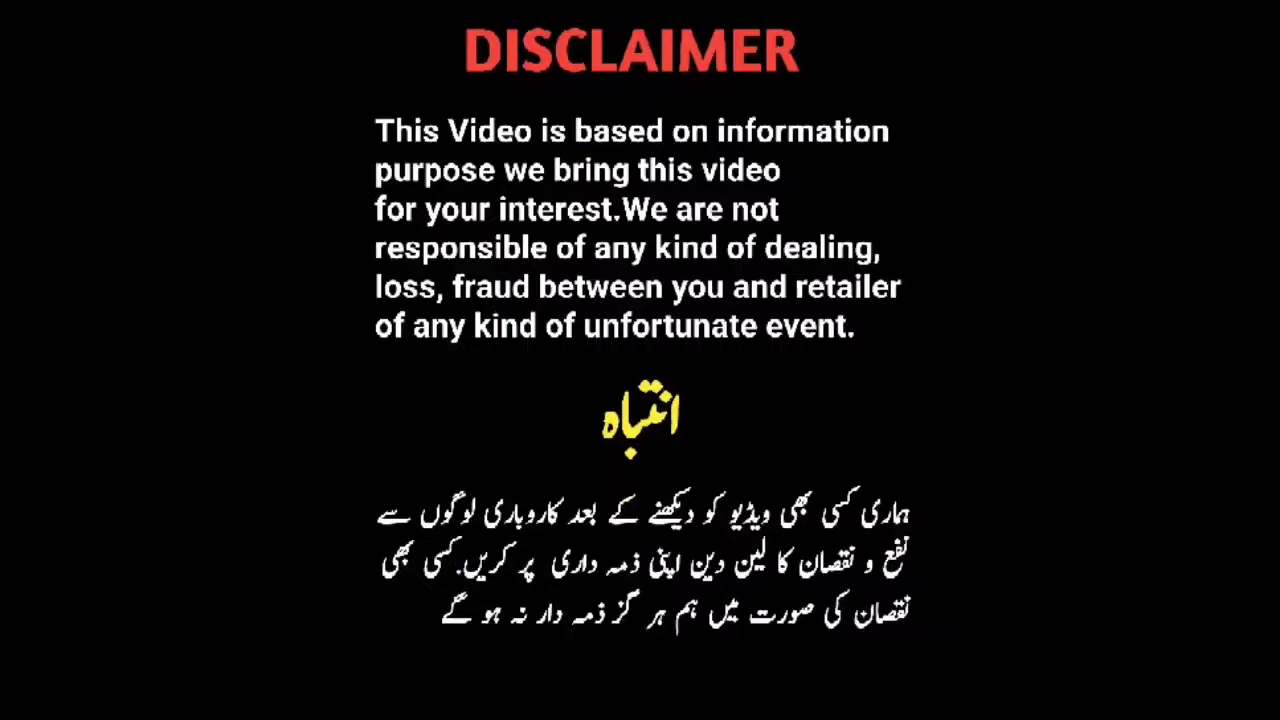 DISCLAIMER
This Video is based on information
purpose we bring this video
for your interest.We are not
responsible of any kind of dealing,
loss, fraud between you and retailer
of any kind of unfortunate event.
انتباہ
ہماری کسی بھی ویڈیو کو دیکھنے کے بعد کاروباری لوگوں سے
نفع و نقصان کا لین دین اپنی ذمہ داری پر کریں.کسی بھی
نقصان کی صورت میں ہم ہر گز ذمہ دار نہ ہو گے